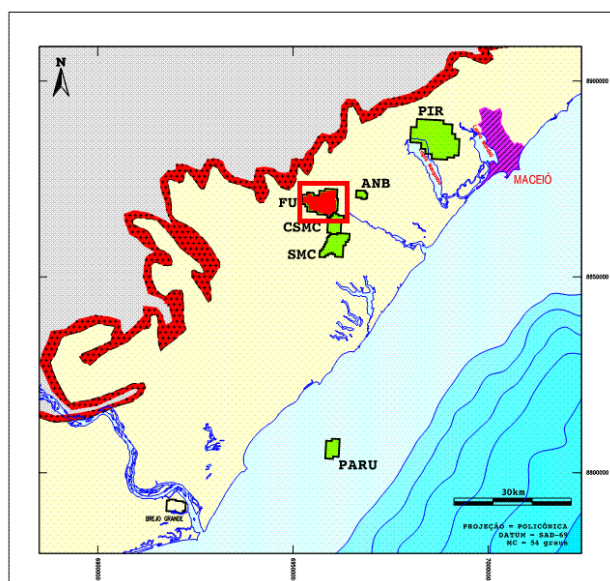 N
8900000
PIR
MACEIÓ
ANB
FU
CSMC
SMC
8850000
PARU
8800000
30km
BREJO GRANDE
PROJEÇÃO = POLICÔNICA
DATUM = SAD-69
MC = 54 graus